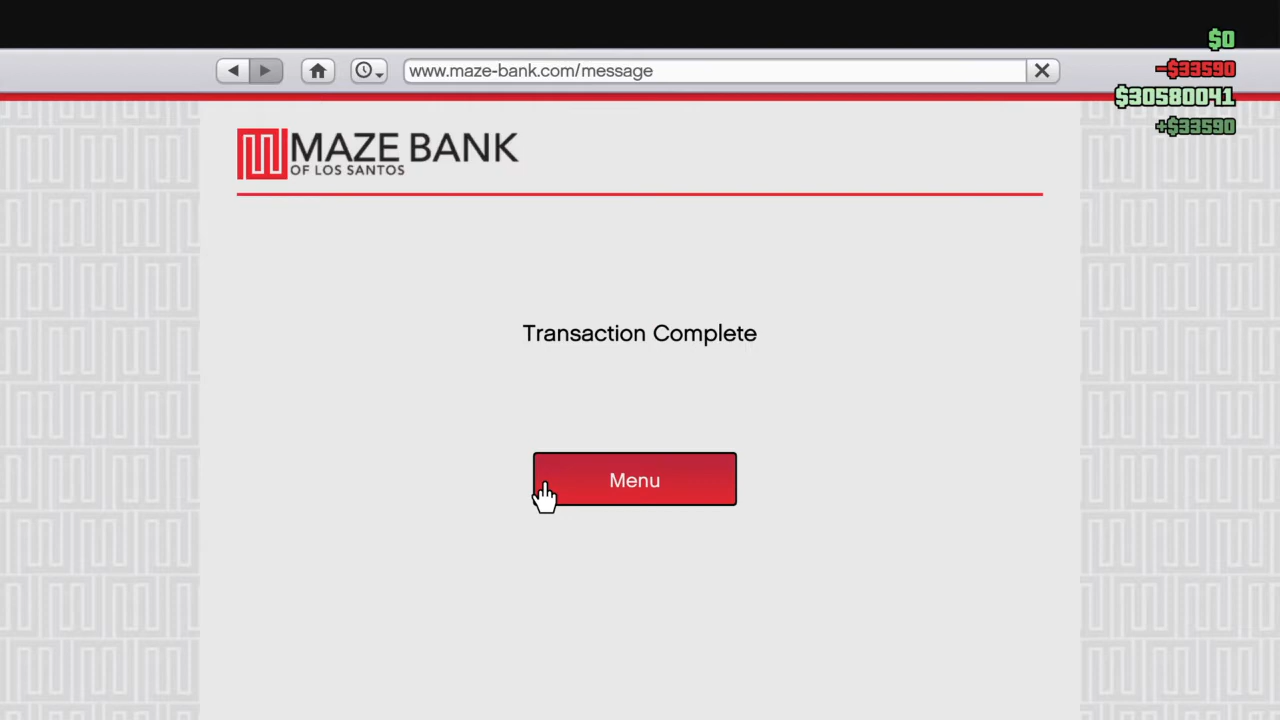 $0
www.maze-bank.com/message
-$33590
$30580041
+$33590
MAZE BANK
OF LOS SANTOS
Transaction Complete
Menu